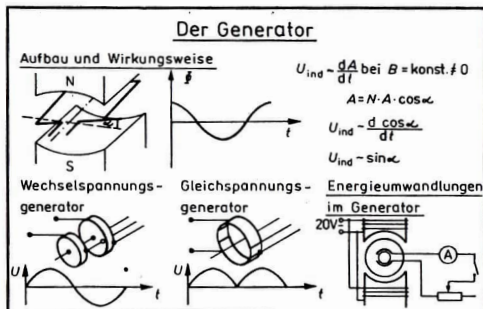 Der Generator
Aufbau und Wirkungsweise
N
α
S
Φ
t
U_ind ~ dA/dt bei B = konst. ≠ 0
A = N · A · cos α
U_ind ~ d cos α/dt
U_ind ~ sin α
Wechselspannungs-
generator
U
t
Gleichspannungs-
generator
U
t
Energieumwandlungen
im Generator
20V
A